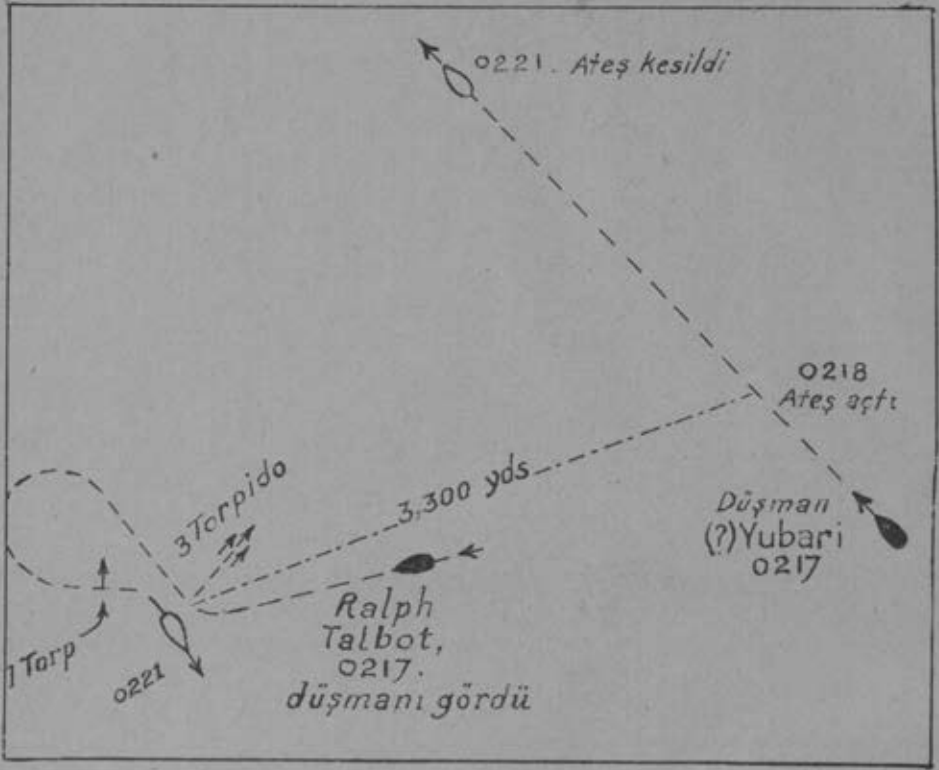 0221. Ateş kesildi
0218
Ateş açtı
3 Torpido
3,300 yds
Düşman
(?)Yubari
0217
Ralph
Talbot,
0217.
düşmanı gördü
1 Torp
0221